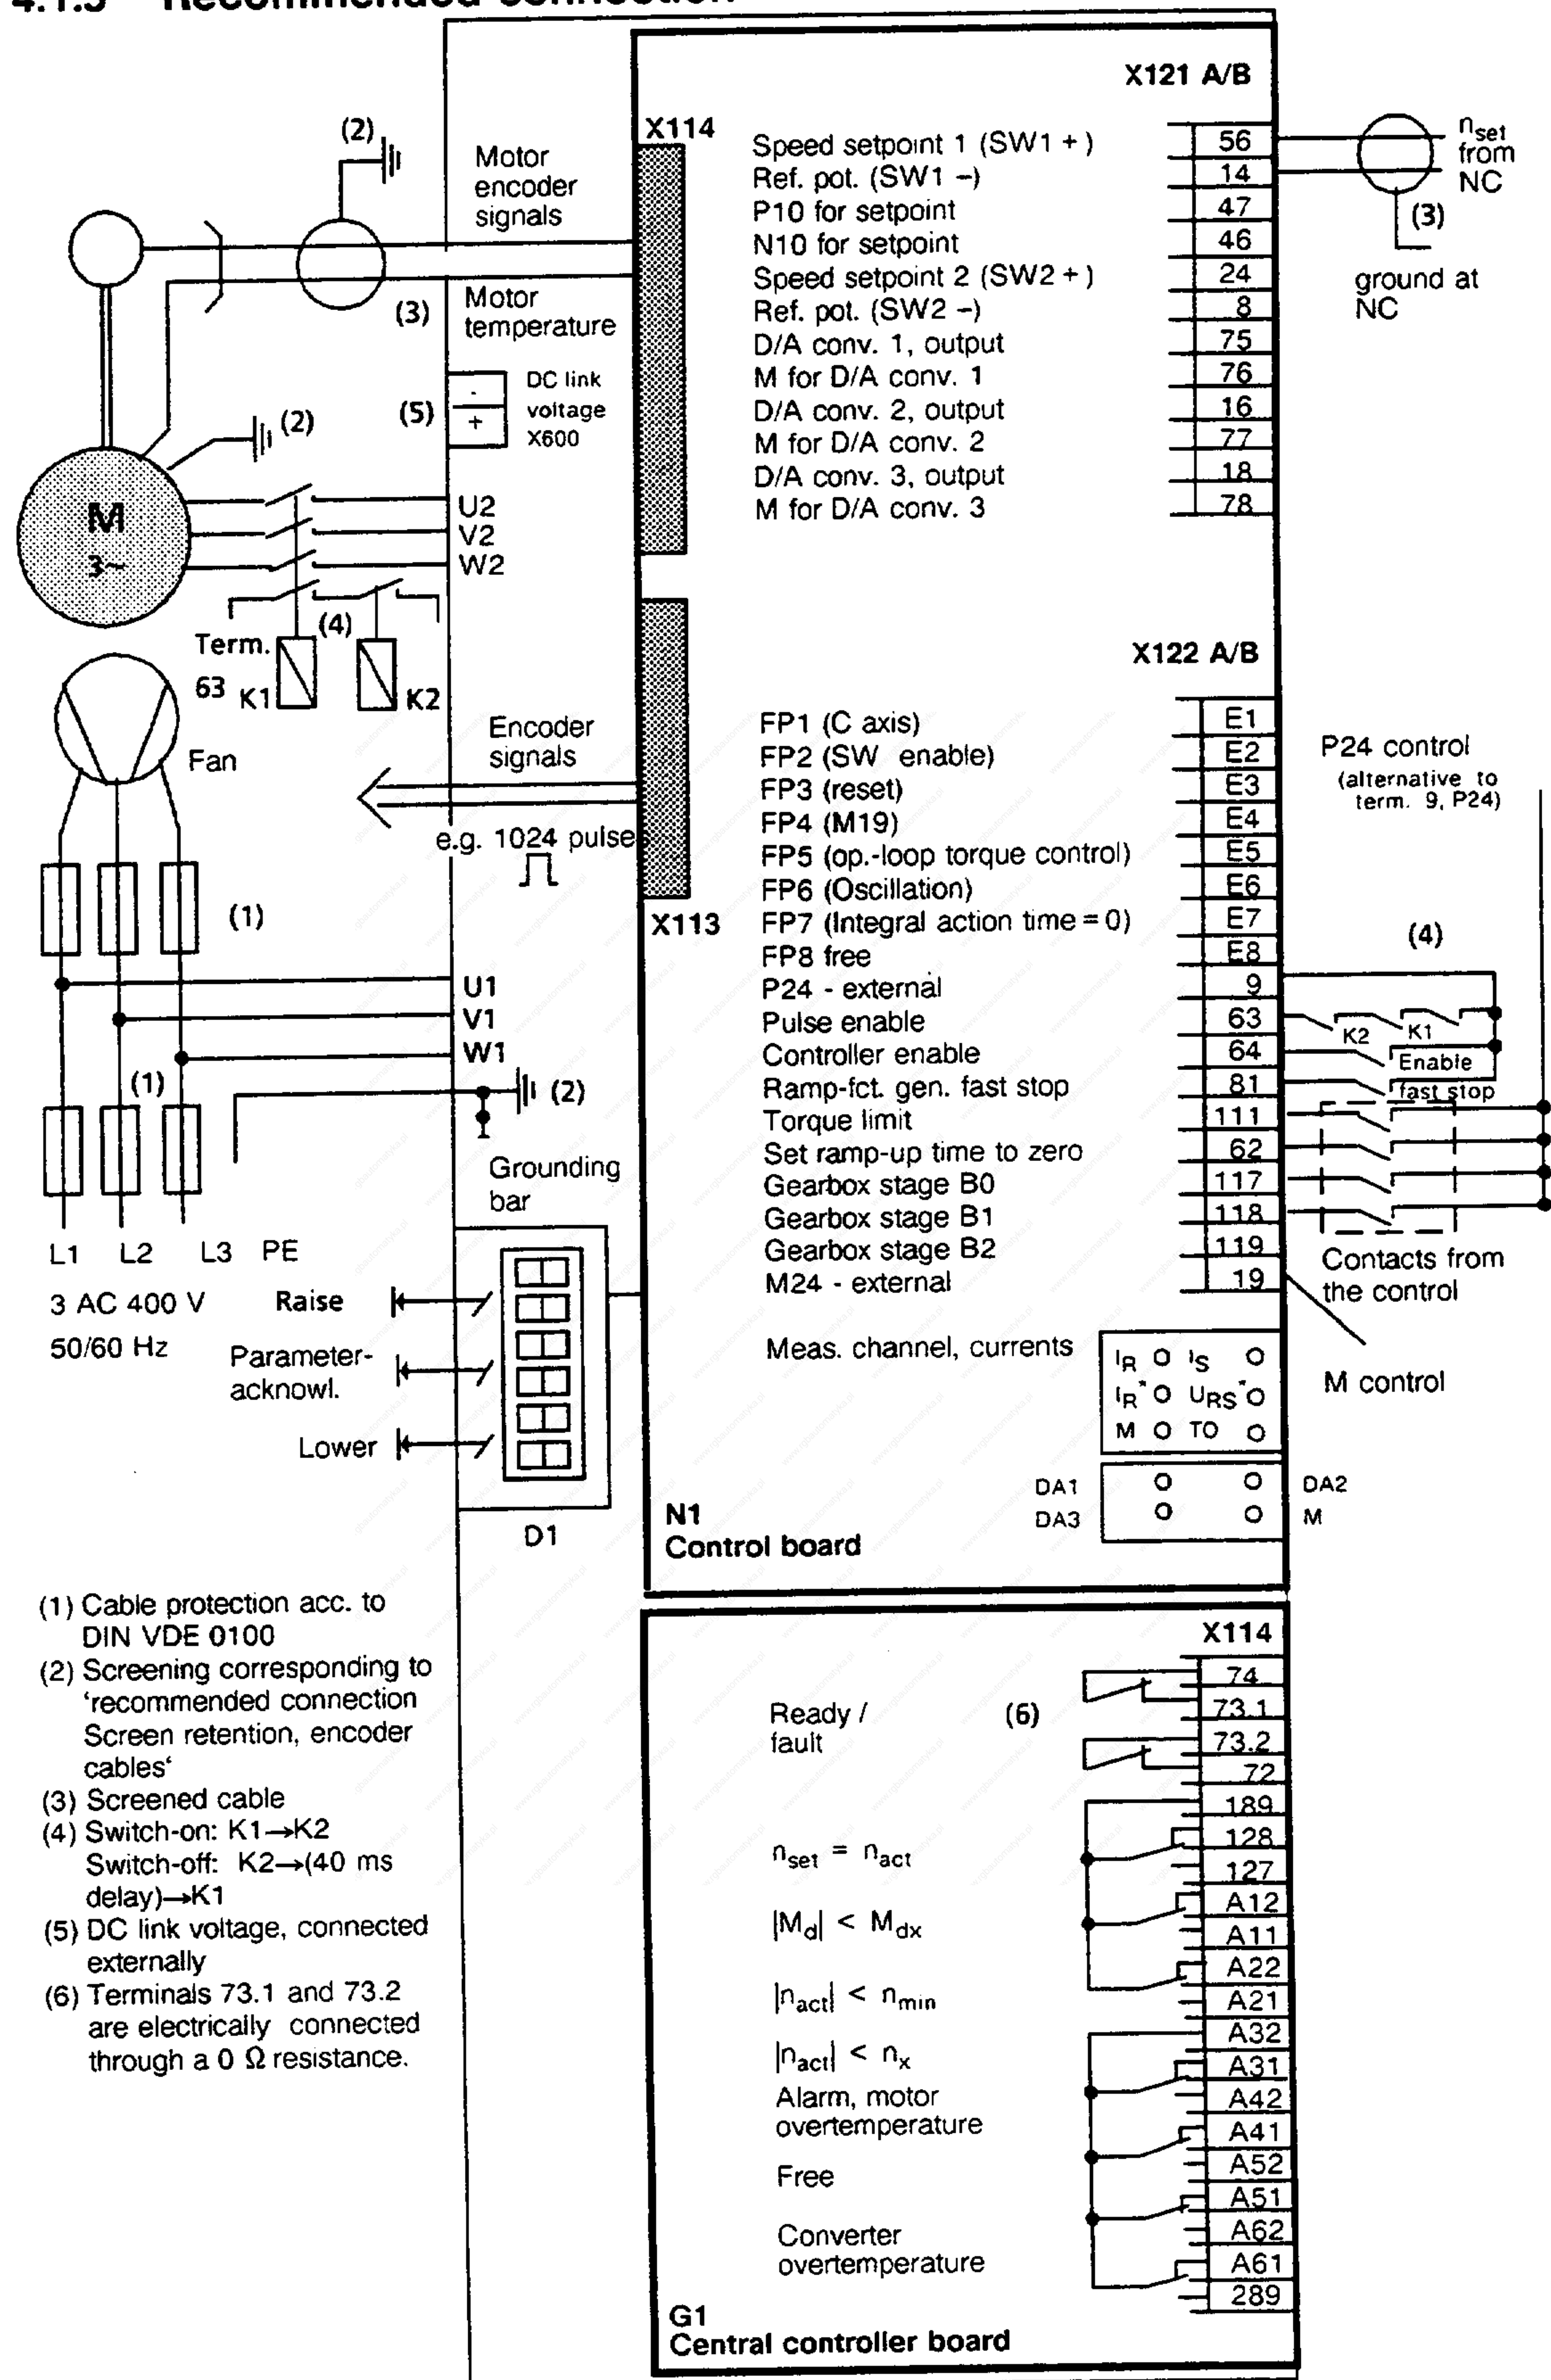 4.1.3 Recommended connection
X121 A/B
X114
(2)
Motor
encoder
signals
Speed setpoint 1 (SW1 +)
56
Ref. pot. (SW1 –)
14
P10 for setpoint
47
N10 for setpoint
46
Speed setpoint 2 (SW2 +)
24
Ref. pot. (SW2 –)
8
D/A conv. 1, output
75
M for D/A conv. 1
76
D/A conv. 2, output
16
M for D/A conv. 2
77
D/A conv. 3, output
18
M for D/A conv. 3
78
nset
from
NC
(3)
ground at
NC
(3)
Motor
temperature
(5)
-
+
DC link
voltage
X600
(2)
M
3~
U2
V2
W2
(4)
Term.
63
K1
K2
Fan
Encoder
signals
e.g. 1024 pulses
X113
(1)
U1
V1
W1
(1)
(2)
Grounding
bar
L1 L2 L3 PE
3 AC 400 V
50/60 Hz
Raise
Parameter-
acknowl.
Lower
D1
X122 A/B
FP1 (C axis)
E1
FP2 (SW enable)
E2
FP3 (reset)
E3
FP4 (M19)
E4
FP5 (op.-loop torque control)
E5
FP6 (Oscillation)
E6
FP7 (Integral action time = 0)
E7
FP8 free
E8
P24 - external
9
Pulse enable
63
Controller enable
64
Ramp-fct. gen. fast stop
81
Torque limit
111
Set ramp-up time to zero
62
Gearbox stage B0
117
Gearbox stage B1
118
Gearbox stage B2
119
M24 - external
19
P24 control
(alternative to
term. 9, P24)
(4)
K2
K1
Enable
fast stop
Contacts from
the control
M control
Meas. channel, currents
IR IS
IR* URS*
M TO
DA1
DA2
DA3
M
N1
Control board
(1) Cable protection acc. to
DIN VDE 0100
(2) Screening corresponding to
‘recommended connection
Screen retention, encoder
cables‘
(3) Screened cable
(4) Switch-on: K1→K2
Switch-off: K2→(40 ms
delay)→K1
(5) DC link voltage, connected
externally
(6) Terminals 73.1 and 73.2
are electrically connected
through a 0 Ω resistance.
X114
Ready /
fault
(6)
nset = nact
|Md| < Mdx
|nact| < nmin
|nact| < nx
Alarm, motor
overtemperature
Free
Converter
overtemperature
74
73.1
73.2
72
189
128
127
A12
A11
A22
A21
A32
A31
A42
A41
A52
A51
A62
A61
289
G1
Central controller board